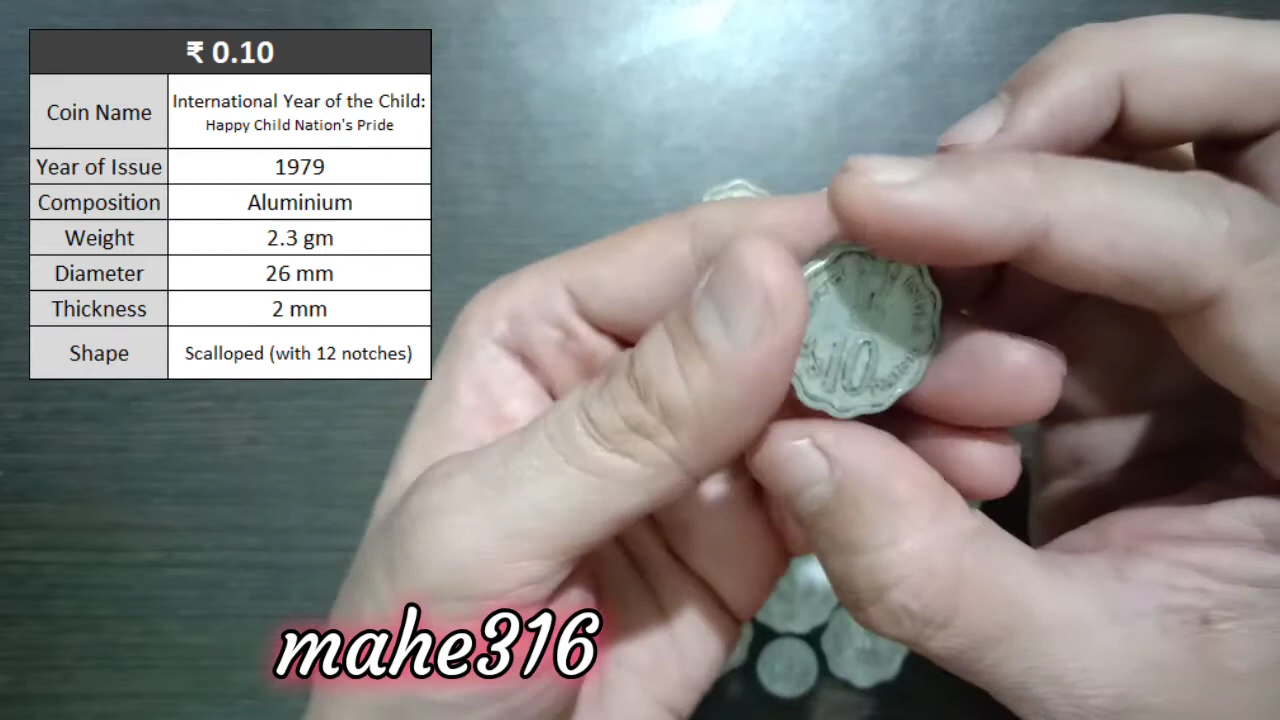 ₹ 0.10
Coin Name International Year of the Child:
Happy Child Nation's Pride
Year of Issue 1979
Composition Aluminium
Weight 2.3 gm
Diameter 26 mm
Thickness 2 mm
Shape Scalloped (with 12 notches)
10
mahe316